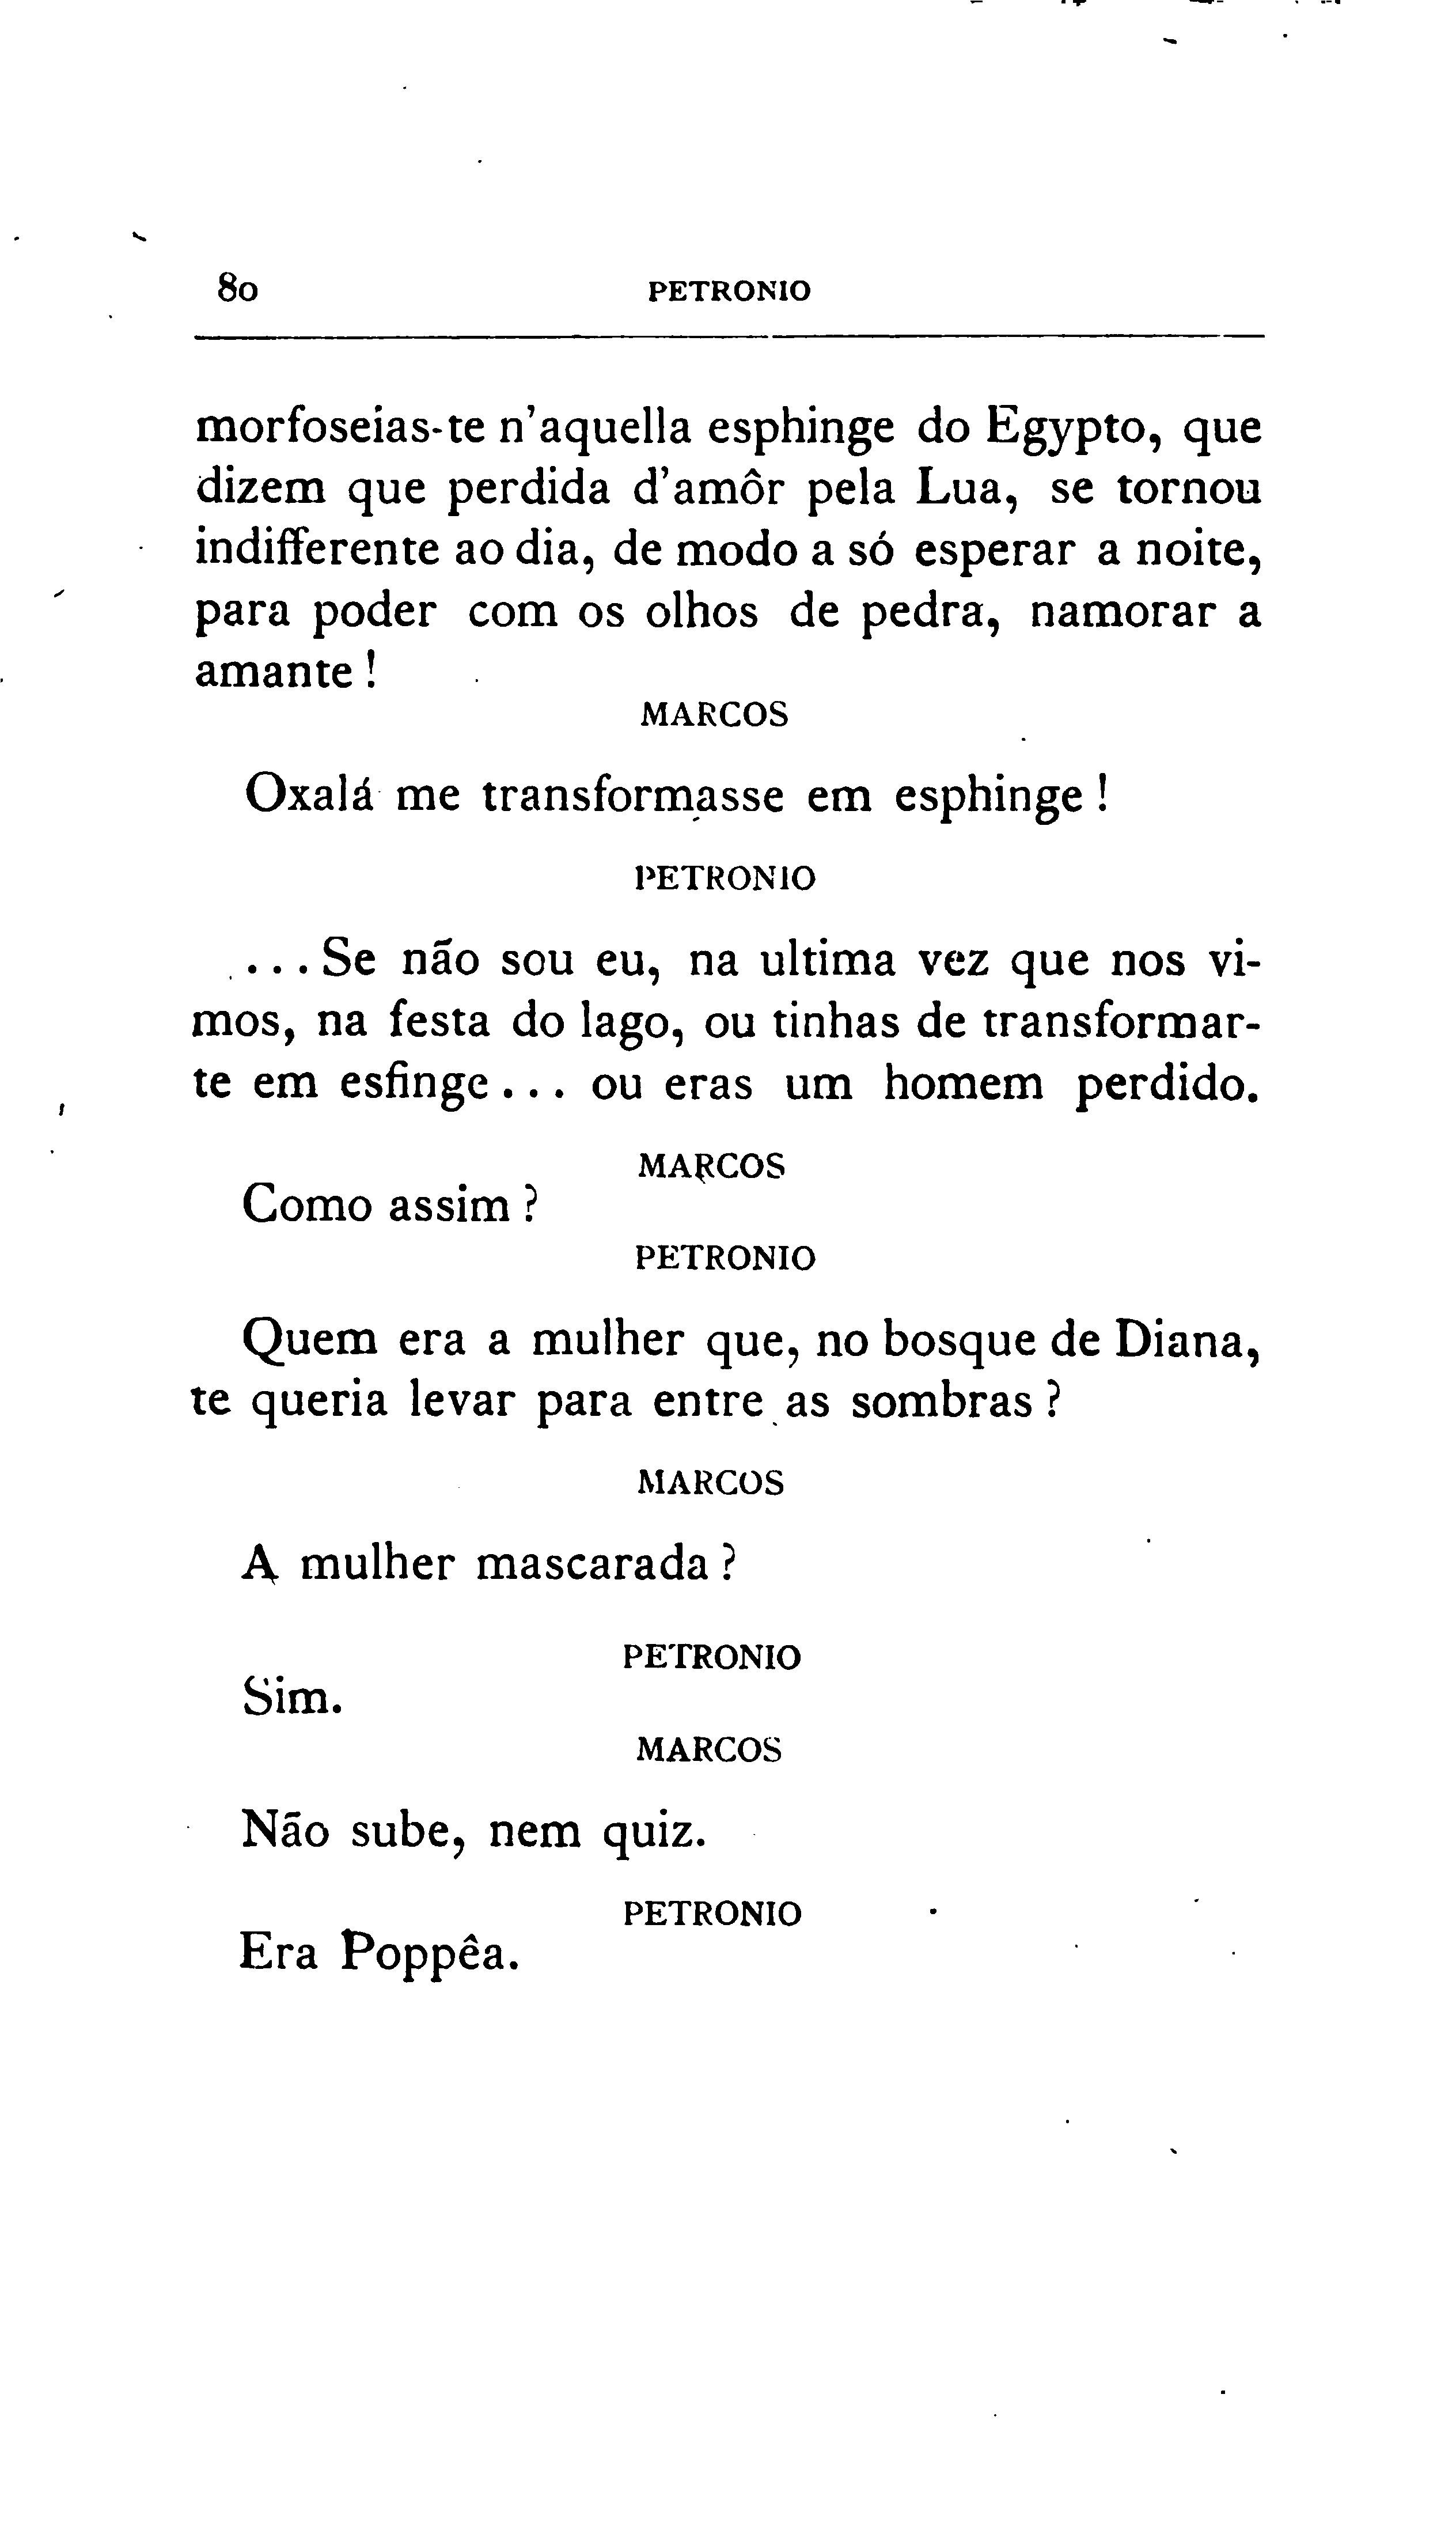 80 PETRONIO
morfoseias-te n'aquella esphinge do Egypto, que
dizem que perdida d'amôr pela Lua, se tornou
indifferente ao dia, de modo a só esperar a noite,
para poder com os olhos de pedra, namorar a
amante !
MARCOS
Oxalá me transformasse em esphinge !
PETRONIO
...Se não sou eu, na ultima vez que nos vi-
mos, na festa do lago, ou tinhas de transformar-
te em esfinge... ou eras um homem perdido.
MARCOS
Como assim ?
PETRONIO
Quem era a mulher que, no bosque de Diana,
te queria levar para entre as sombras ?
MARCOS
A mulher mascarada ?
PETRONIO
Sim.
MARCOS
Não sube, nem quiz.
PETRONIO
Era Poppêa.